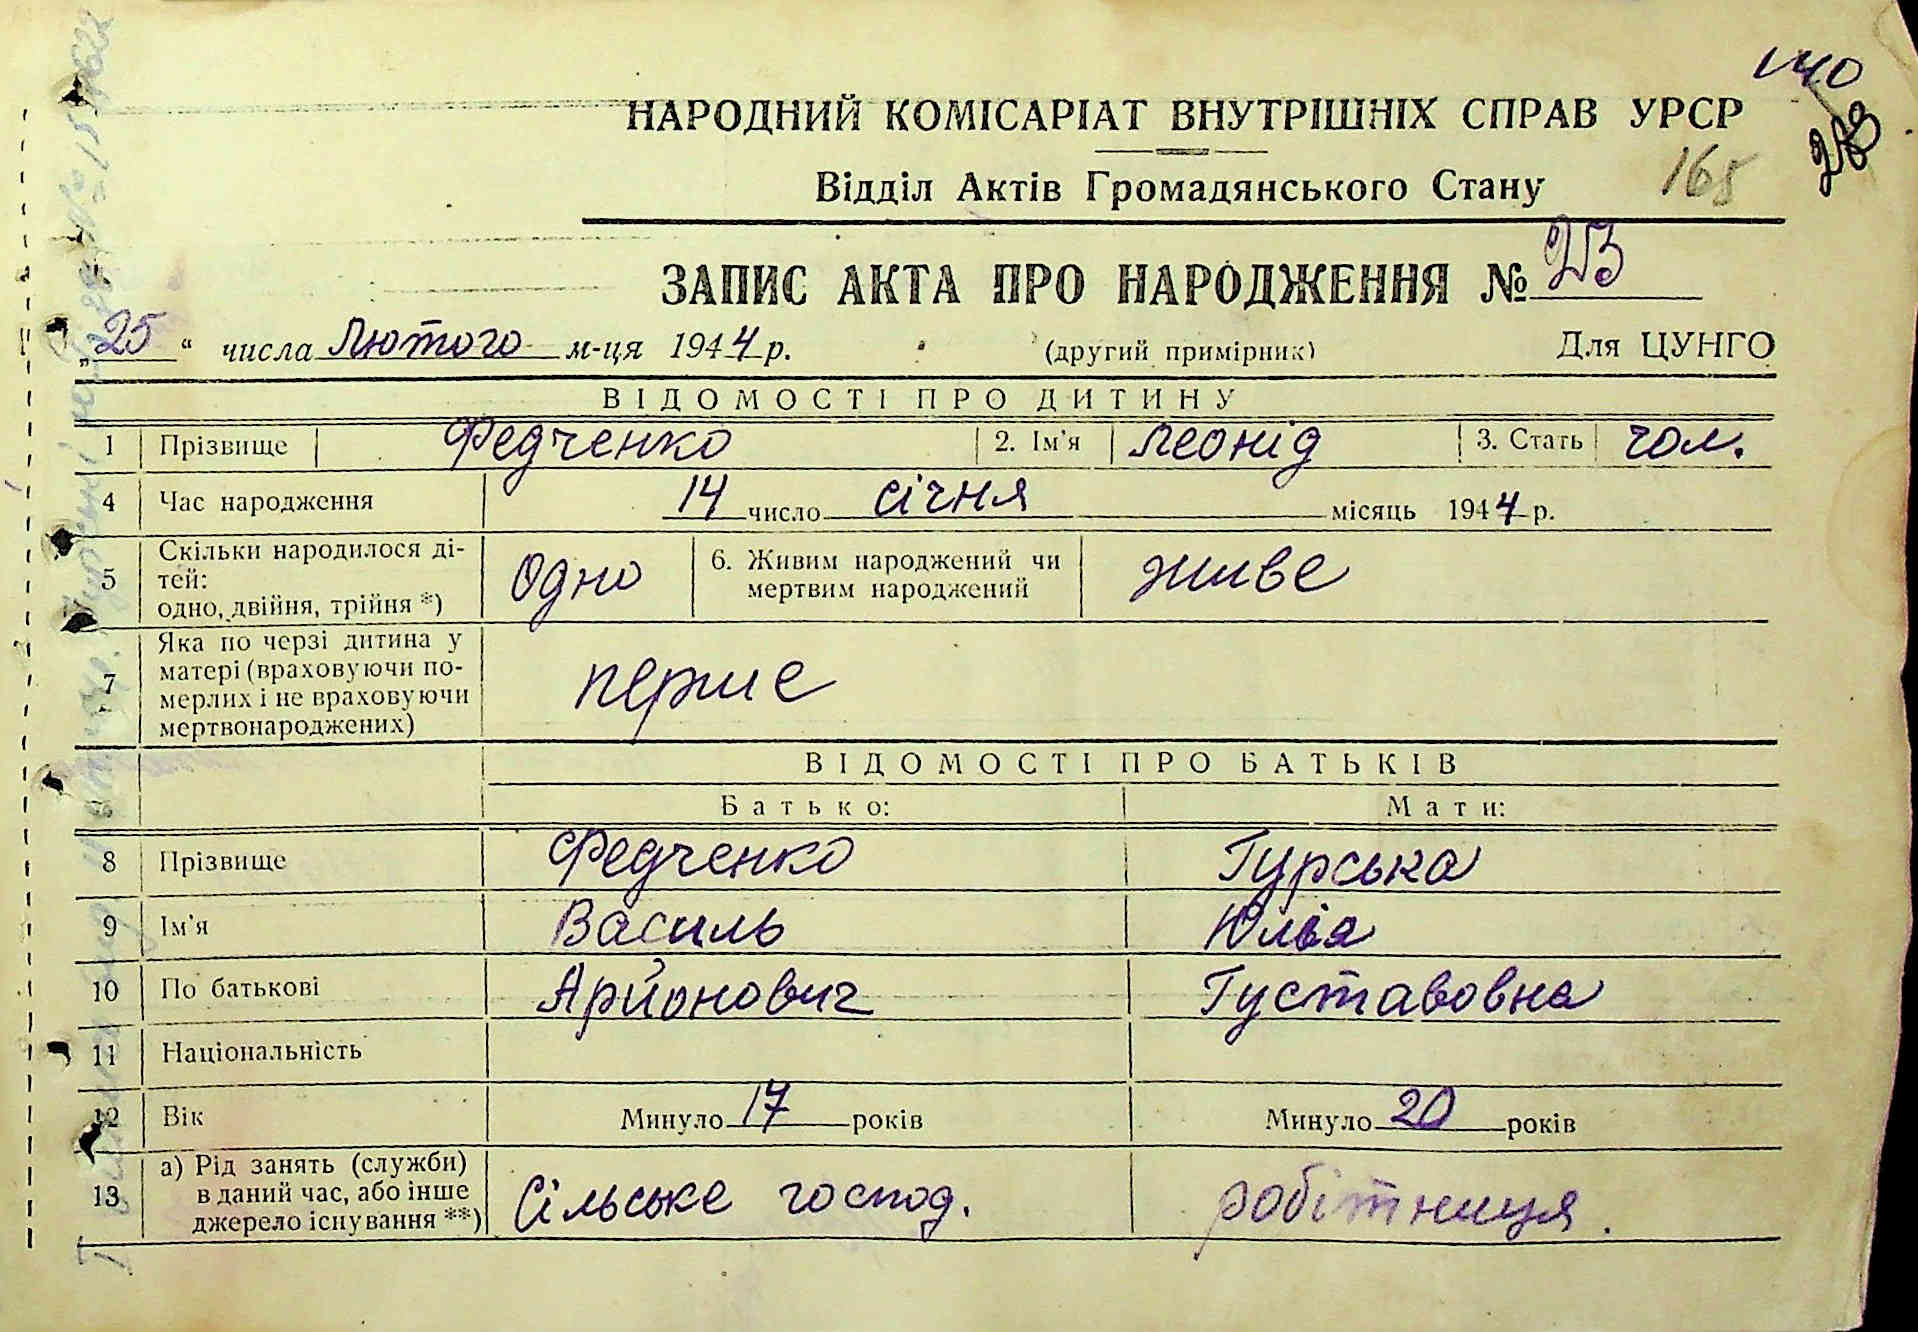 140
НАРОДНИЙ КОМІСАРІАТ ВНУТРІШНІХ СПРАВ УРСР
Відділ Актів Громадянського Стану 165
ЗАПИС АКТА ПРО НАРОДЖЕННЯ №
„25“ числа Лютого м-ця 1944 р. (другий примірник) Для ЦУНГО
ВІДОМОСТІ ПРО ДИТИНУ
1 Прізвище Федченко 2. Ім'я Леонід 3. Стать чол.
4 Час народження 14 число січня місяць 1944 р.
5 Скільки народилося ді-
тей:
одно, двійня, трійня *) Одно 6. Живим народжений чи
мертвим народжений живе
7 Яка по черзі дитина у
матері (враховуючи по-
мерлих і не враховуючи
мертвонароджених) перше
ВІДОМОСТІ ПРО БАТЬКІВ
Батько: Мати:
8 Прізвище Федченко Гурська
9 Ім'я Василь Юлія
10 По батькові Арйонович Густавовна
11 Національність
12 Вік Минуло 17 років Минуло 20 років
13 а) Рід занять (служби)
в даний час, або інше
джерело існування **) Сільське господ. робітниця.